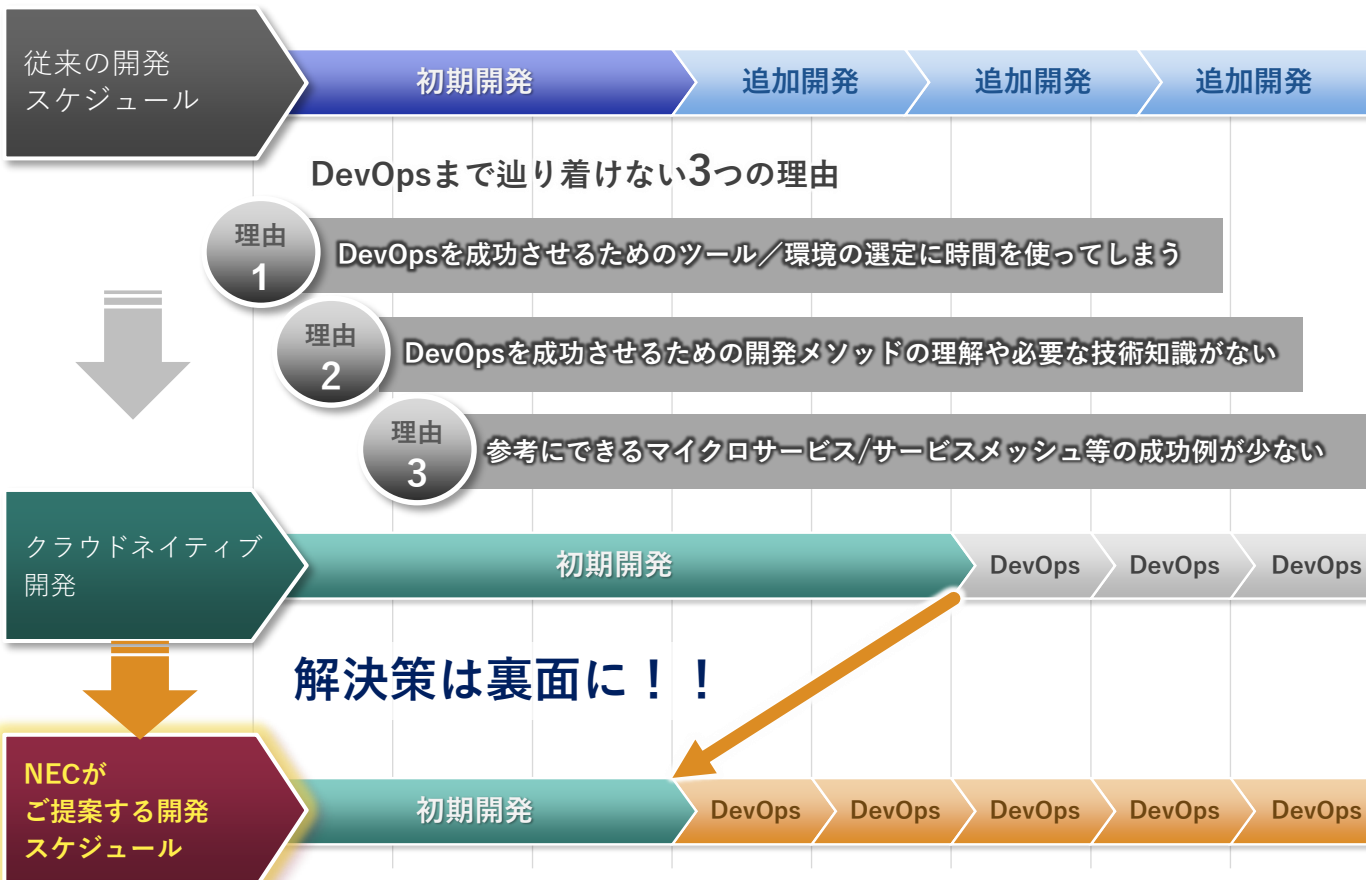 従来の開発
スケジュール
初期開発
追加開発
追加開発
追加開発
DevOpsまで辿り着けない3つの理由
理由
1
DevOpsを成功させるためのツール／環境の選定に時間を使ってしまう
理由
2
DevOpsを成功させるための開発メソッドの理解や必要な技術知識がない
理由
3
参考にできるマイクロサービス/サービスメッシュ等の成功例が少ない
クラウドネイティブ
開発
初期開発
DevOps
DevOps
DevOps
解決策は裏面に！！
NECが
ご提案する開発
スケジュール
初期開発
DevOps
DevOps
DevOps
DevOps
DevOps